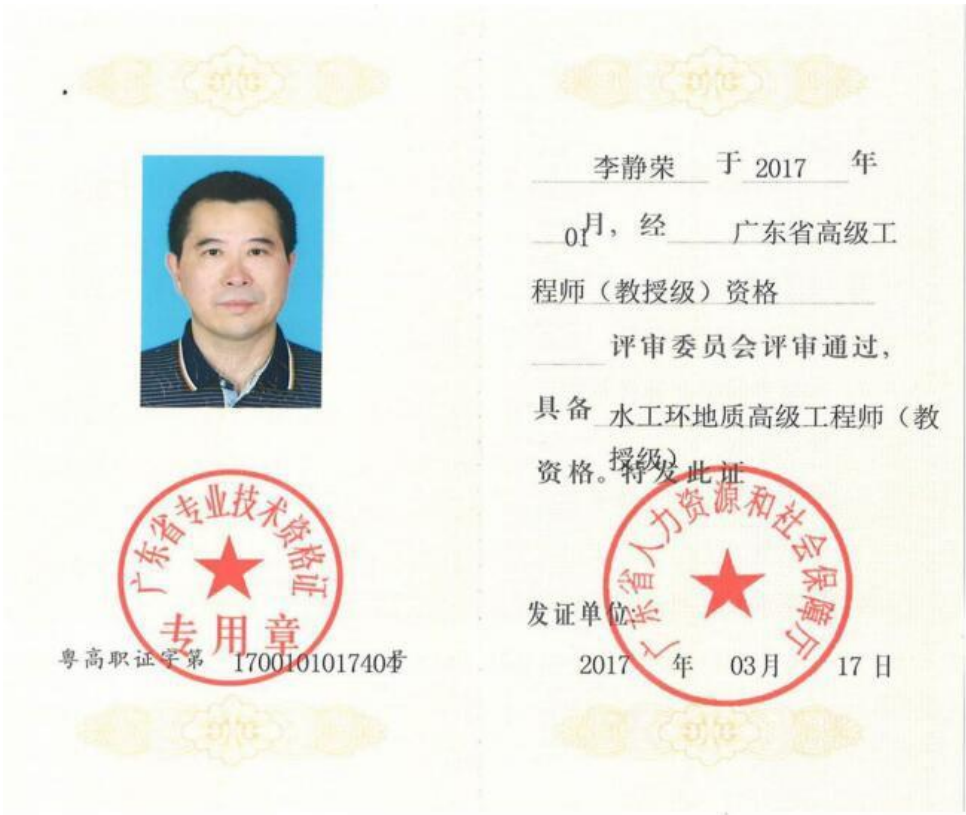 广东省专业技术资格证
专用章
粤高职证字第 1700101017404号
李静荣 于 2017 年
01月，经 广东省高级工
程师（教授级）资格
评审委员会评审通过，
具备 水工环地质高级工程师（教
授级）
资格。特发此证
广东省人力资源和社会保障厅
发证单位:
2017 年 03月 17日